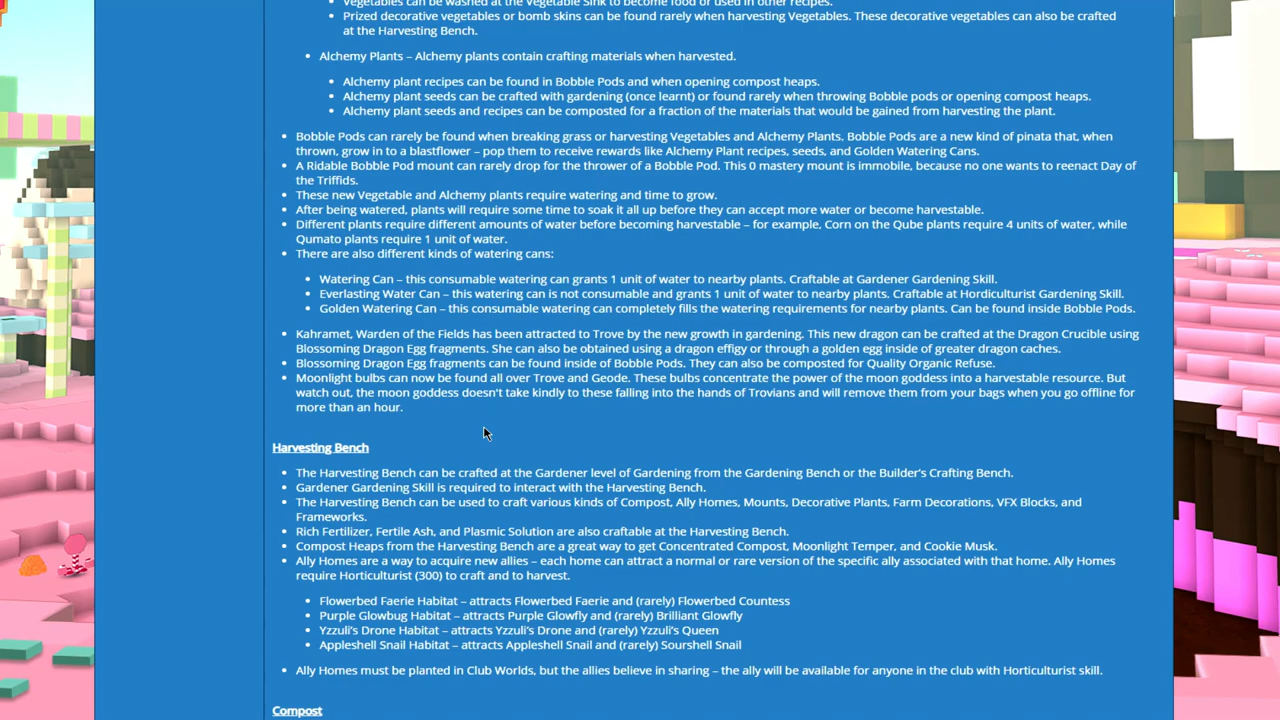 Vegetables can be washed at the Vegetable Sink to become food or used in other recipes.
Prized decorative vegetables or bomb skins can be found rarely when harvesting Vegetables. These decorative vegetables can also be crafted
at the Harvesting Bench.
Alchemy Plants – Alchemy plants contain crafting materials when harvested.
Alchemy plant recipes can be found in Bobble Pods and when opening compost heaps.
Alchemy plant seeds can be crafted with gardening (once learnt) or found rarely when throwing Bobble pods or opening compost heaps.
Alchemy plant seeds and recipes can be composted for a fraction of the materials that would be gained from harvesting the plant.
Bobble Pods can rarely be found when breaking grass or harvesting Vegetables and Alchemy Plants. Bobble Pods are a new kind of pinata that, when
thrown, grow in to a blastflower – pop them to receive rewards like Alchemy Plant recipes, seeds, and Golden Watering Cans.
A Ridable Bobble Pod mount can rarely drop for the thrower of a Bobble Pod. This 0 mastery mount is immobile, because no one wants to reenact Day of
the Triffids.
These new Vegetable and Alchemy plants require watering and time to grow.
After being watered, plants will require some time to soak it all up before they can accept more water or become harvestable.
Different plants require different amounts of water before becoming harvestable – for example, Corn on the Qube plants require 4 units of water, while
Qumato plants require 1 unit of water.
There are also different kinds of watering cans:
Watering Can – this consumable watering can grants 1 unit of water to nearby plants. Craftable at Gardener Gardening Skill.
Everlasting Water Can – this watering can is not consumable and grants 1 unit of water to nearby plants. Craftable at Hordiculturist Gardening Skill.
Golden Watering Can – this consumable watering can completely fills the watering requirements for nearby plants. Can be found inside Bobble Pods.
Kahramet, Warden of the Fields has been attracted to Trove by the new growth in gardening. This new dragon can be crafted at the Dragon Crucible using
Blossoming Dragon Egg fragments. She can also be obtained using a dragon effigy or through a golden egg inside of greater dragon caches.
Blossoming Dragon Egg fragments can be found inside of Bobble Pods. They can also be composted for Quality Organic Refuse.
Moonlight bulbs can now be found all over Trove and Geode. These bulbs concentrate the power of the moon goddess into a harvestable resource. But
watch out, the moon goddess doesn't take kindly to these falling into the hands of Trovians and will remove them from your bags when you go offline for
more than an hour.
Harvesting Bench
The Harvesting Bench can be crafted at the Gardener level of Gardening from the Gardening Bench or the Builder's Crafting Bench.
Gardener Gardening Skill is required to interact with the Harvesting Bench.
The Harvesting Bench can be used to craft various kinds of Compost, Ally Homes, Mounts, Decorative Plants, Farm Decorations, VFX Blocks, and
Frameworks.
Rich Fertilizer, Fertile Ash, and Plasmic Solution are also craftable at the Harvesting Bench.
Compost Heaps from the Harvesting Bench are a great way to get Concentrated Compost, Moonlight Temper, and Cookie Musk.
Ally Homes are a way to acquire new allies – each home can attract a normal or rare version of the specific ally associated with that home. Ally Homes
require Horticulturist (300) to craft and to harvest.
Flowerbed Faerie Habitat – attracts Flowerbed Faerie and (rarely) Flowerbed Countess
Purple Glowbug Habitat – attracts Purple Glowfly and (rarely) Brilliant Glowfly
Yzzuli's Drone Habitat – attracts Yzzuli's Drone and (rarely) Yzzuli's Queen
Appleshell Snail Habitat – attracts Appleshell Snail and (rarely) Sourshell Snail
Ally Homes must be planted in Club Worlds, but the allies believe in sharing – the ally will be available for anyone in the club with Horticulturist skill.
Compost